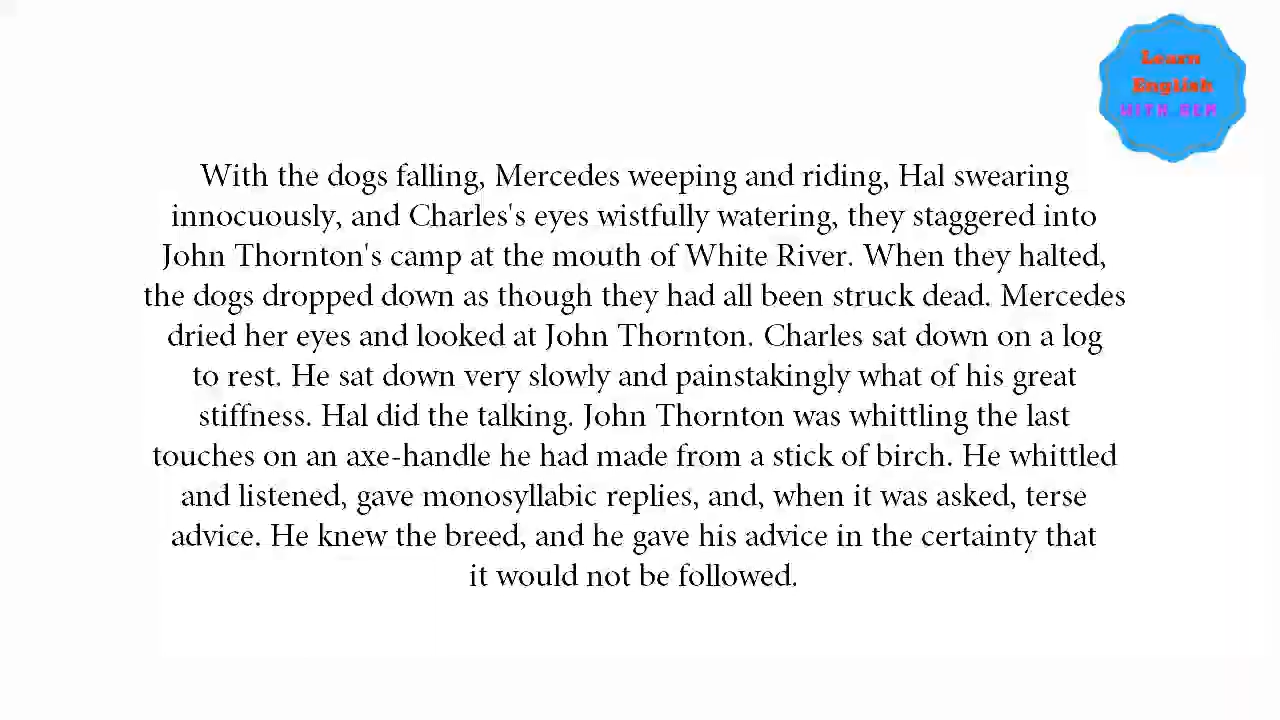 Learn
English
WITH GEM
With the dogs falling, Mercedes weeping and riding, Hal swearing
innocuously, and Charles's eyes wistfully watering, they staggered into
John Thornton's camp at the mouth of White River. When they halted,
the dogs dropped down as though they had all been struck dead. Mercedes
dried her eyes and looked at John Thornton. Charles sat down on a log
to rest. He sat down very slowly and painstakingly what of his great
stiffness. Hal did the talking. John Thornton was whittling the last
touches on an axe-handle he had made from a stick of birch. He whittled
and listened, gave monosyllabic replies, and, when it was asked, terse
advice. He knew the breed, and he gave his advice in the certainty that
it would not be followed.